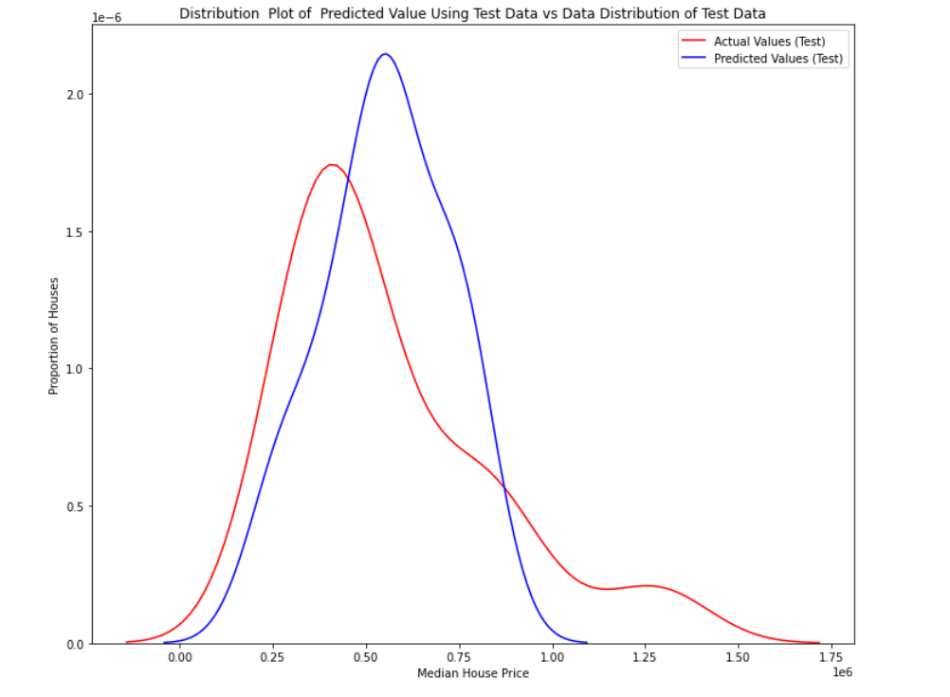 Distribution  Plot of  Predicted Value Using Test Data vs Data Distribution of Test Data
1e−6
Actual Values (Test)
Predicted Values (Test)
2.0
1.5
1.0
0.5
0.0
Proportion of Houses
0.00 0.25 0.50 0.75 1.00 1.25 1.50 1.75
1e6
Median House Price